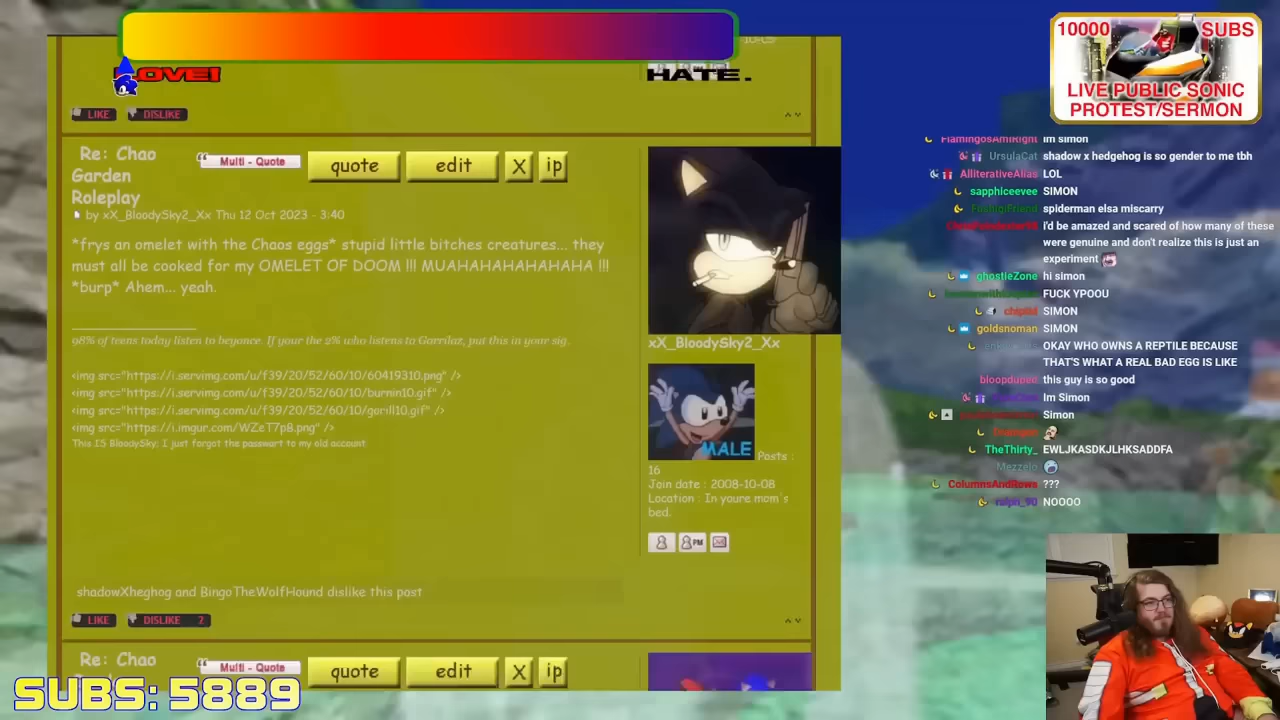 10000 SUBS
LIVE PUBLIC SONIC
PROTEST/SERMON
LOVE!
HATE.
LIKE
DISLIKE
Re: Chao
Garden
Roleplay
Multi - Quote
quote
edit
X
ip
by xX_BloodySky2_Xx Thu 12 Oct 2023 - 3:40
*frys an omelet with the Chaos eggs* stupid little bitches creatures... they
must all be cooked for my OMELET OF DOOM !!! MUAHAHAHAHAHAHA !!!
*burp* Ahem... yeah.
98% of teens today listen to beyonce. If your the 2% who listens to Garrilaz, put this in your sig.
<img src="https://i.servimg.com/u/f39/20/52/60/10/60419310.png" />
<img src="https://i.servimg.com/u/f39/20/52/60/10/burnin10.gif" />
<img src="https://i.servimg.com/u/f39/20/52/60/10/gorill10.gif" />
<img src="https://i.imgur.com/WZeT7pB.png" />
This IS BloodySky; I just forgot the passwart to my old account
shadowXheghog and BingoTheWolfHound dislike this post
LIKE
DISLIKE 2
xX_BloodySky2_Xx
MALE
Posts :
16
Join date : 2008-10-08
Location : In youre mom's
bed.
PM
Re: Chao
Multi - Quote
quote
edit
X
ip
SUBS: 5889
FlamingosAmIRight im simon
UrsulaCat shadow x hedgehog is so gender to me tbh
AlliterativeAlias LOL
sapphiceevee SIMON
spiderman elsa miscarry
I'd be amazed and scared of how many of these
were genuine and don't realize this is just an
experiment
ghostieZone hi simon
FUCK YPOOU
SIMON
goldsnoman SIMON
OKAY WHO OWNS A REPTILE BECAUSE
THAT'S WHAT A REAL BAD EGG IS LIKE
bloopdupee this guy is so good
Im Simon
Simon
TheThirty_ EWLJKASDKJLHKSADDFA
Mezzelo
ColumnsAndRows ???
ralph_90 NOOOO